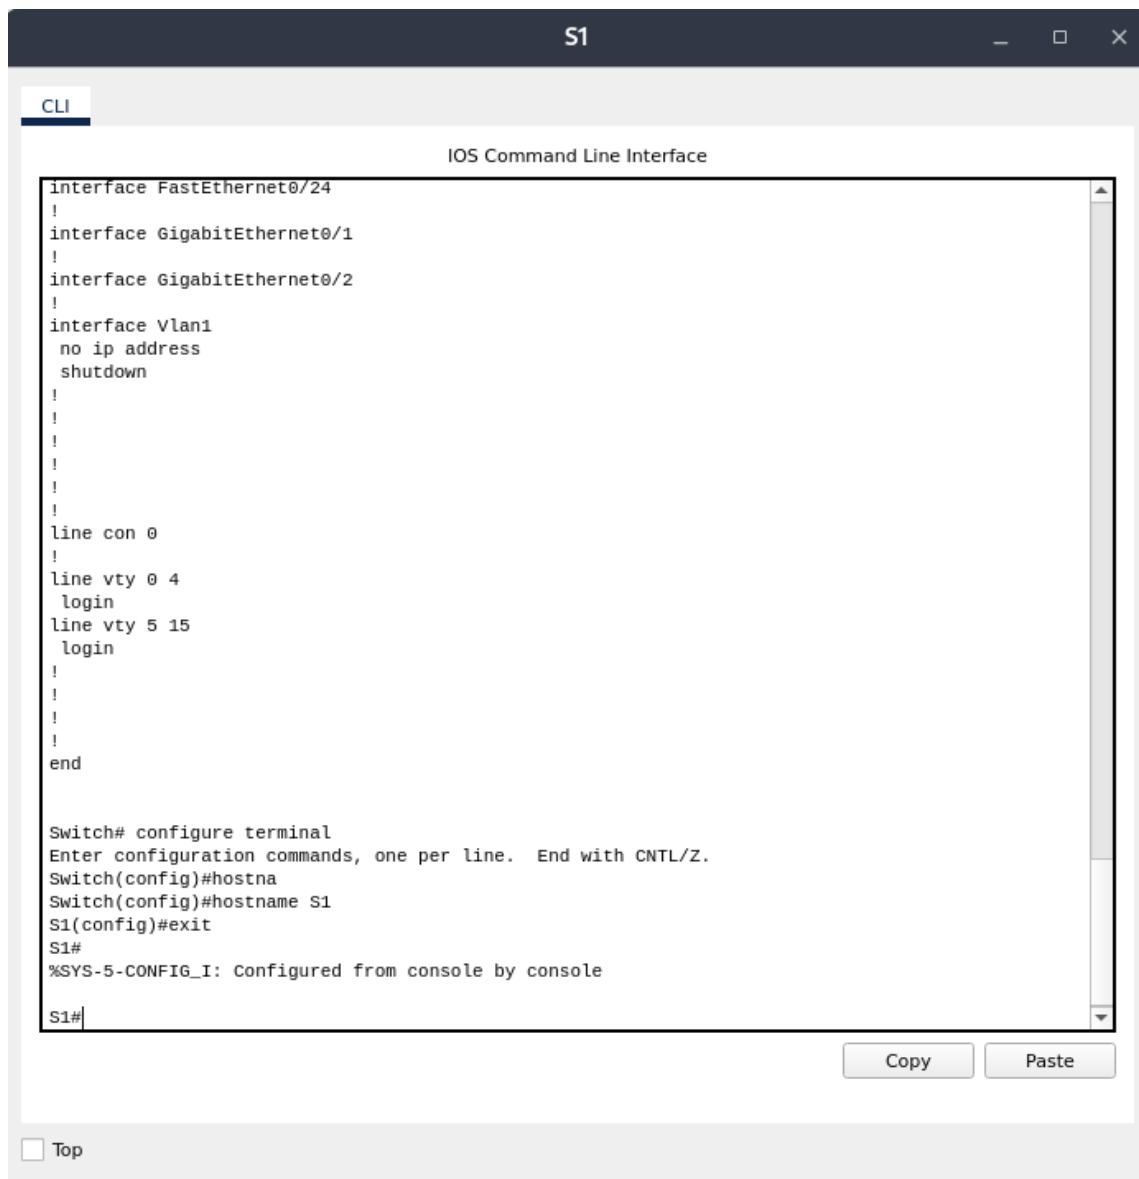 S1
CLI
IOS Command Line Interface
interface FastEthernet0/24
!
interface GigabitEthernet0/1
!
interface GigabitEthernet0/2
!
interface Vlan1
 no ip address
 shutdown
!
!
!
!
!
!
line con 0
!
line vty 0 4
 login
line vty 5 15
 login
!
!
!
!
end
Switch# configure terminal
Enter configuration commands, one per line.  End with CNTL/Z.
Switch(config)#hostna
Switch(config)#hostname S1
S1(config)#exit
S1#
%SYS-5-CONFIG_I: Configured from console by console
S1#
Copy Paste
Top